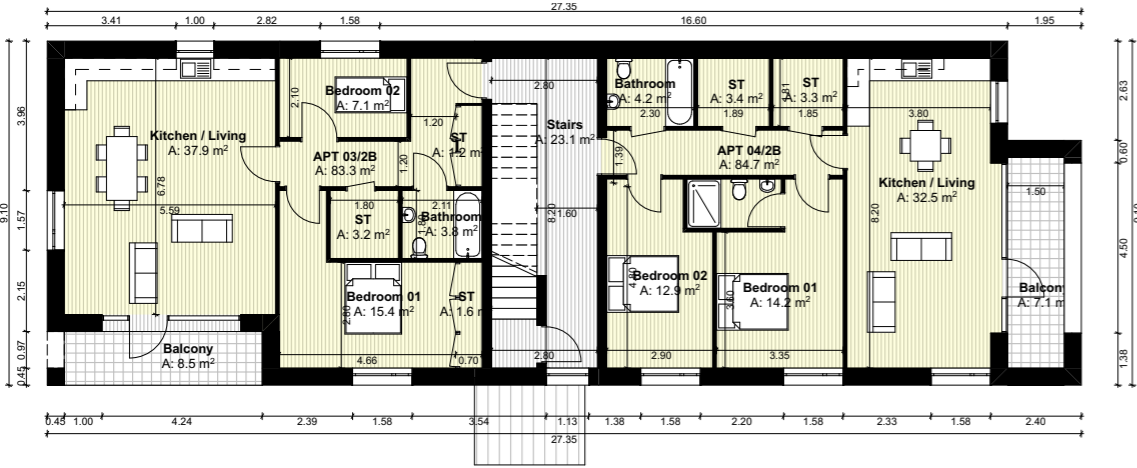 27.35
3.41 1.00 2.82 1.58 16.60 1.95
Kitchen / Living
A: 37.9 m²
6.78
5.59
Bedroom 02
A: 7.1 m²
2.10
1.20
ST
A: 1.2 m
APT 03/2B
A: 83.3 m²
1.20
1.80
ST
A: 3.2 m²
2.11
Bathroom
A: 3.8 m²
Bedroom 01
A: 15.4 m²
4.66
ST
A: 1.6 m
0.70
Balcony
A: 8.5 m²
2.80
Stairs
A: 23.1 m²
8.20
1.60
2.80
Bathroom
A: 4.2 m²
2.30
ST
A: 3.4 m²
1.89
ST
A: 3.3 m²
1.85
1.39
APT 04/2B
A: 84.7 m²
Bedroom 02
A: 12.9 m²
2.90
Bedroom 01
A: 14.2 m²
3.60
3.35
3.80
Kitchen / Living
A: 32.5 m²
8.20
1.50
Balcon
A: 7.1 m
9.10
3.96
1.57
2.15
0.97
0.45
2.63
0.60
4.50
1.38
0.45 1.00 4.24 2.39 1.58 3.54 1.13 1.38 1.58 2.20 1.58 2.33 1.58 2.40
27.35